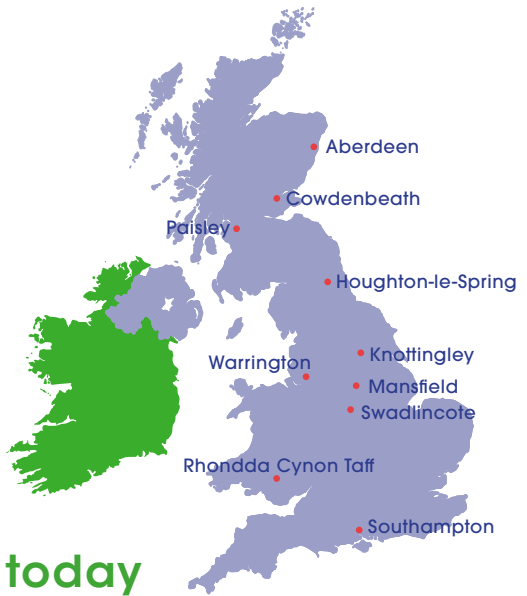 Aberdeen
Cowdenbeath
Paisley
Houghton-le-Spring
Knottingley
Warrington
Mansfield
Swadlincote
Rhondda Cynon Taff
Southampton
today